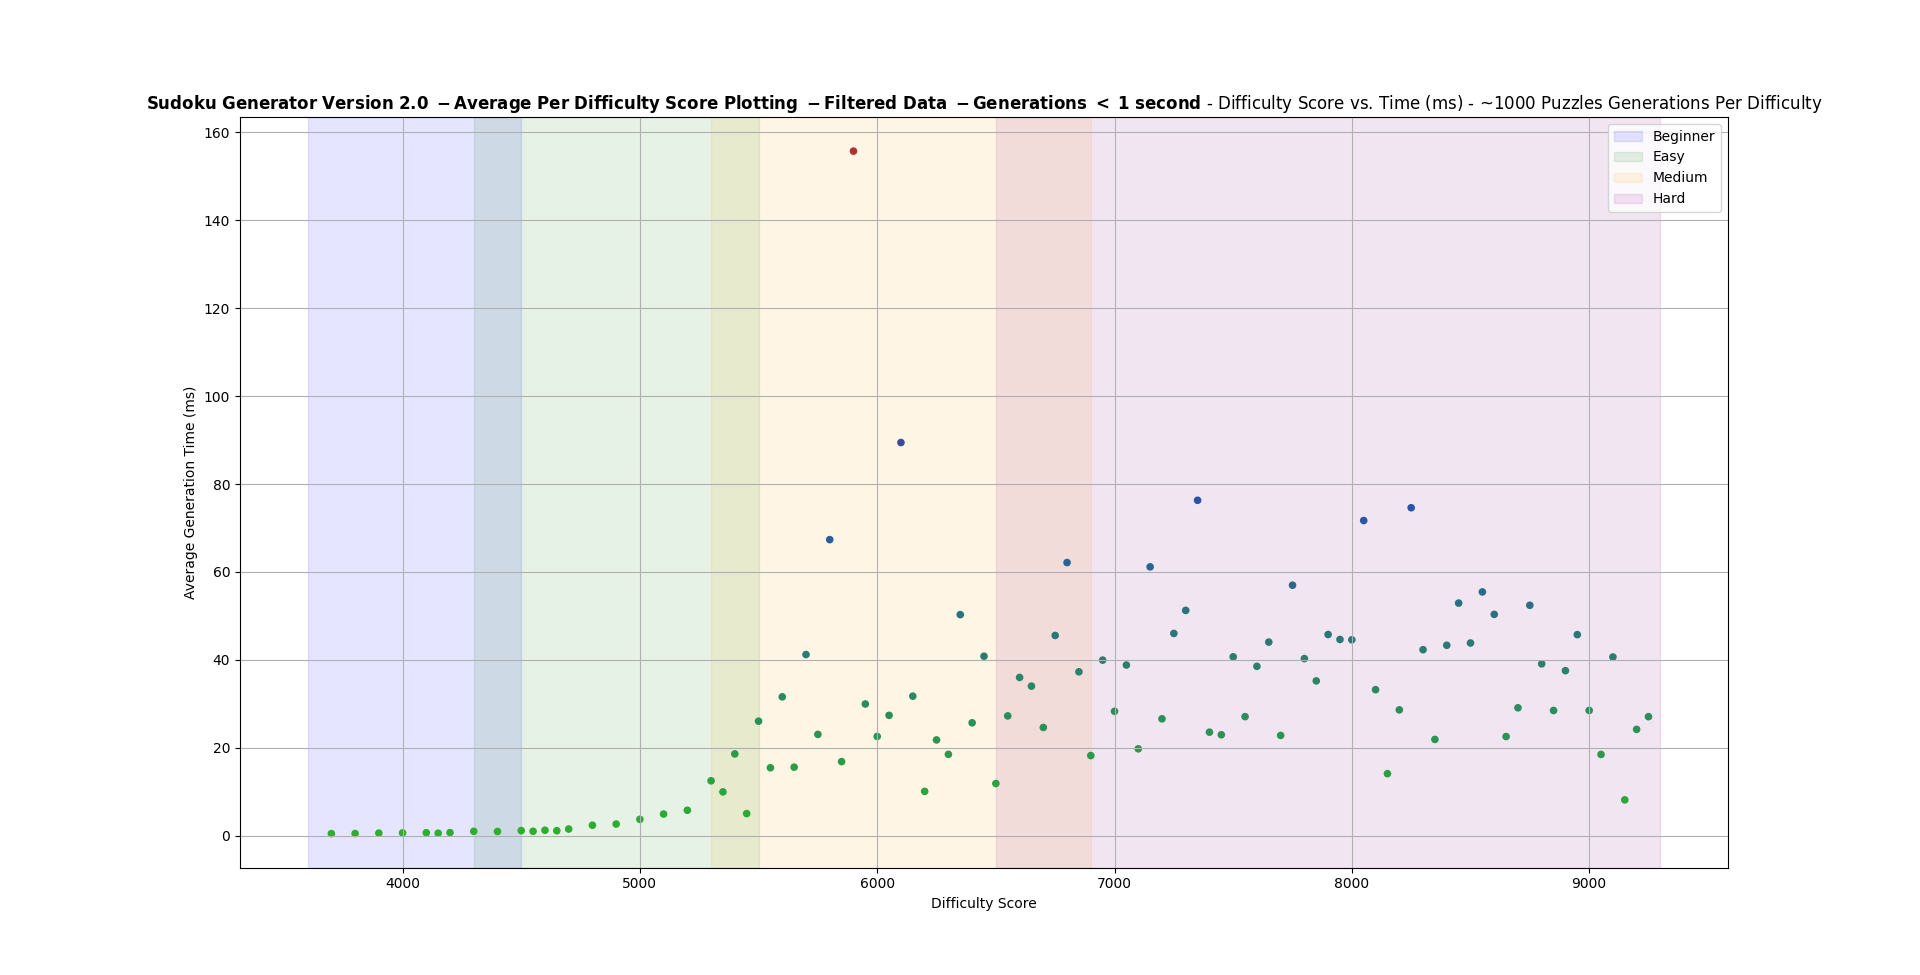 Sudoku Generator Version 2.0 − Average Per Difficulty Score Plotting − Filtered Data − Generations < 1 second - Difficulty Score vs. Time (ms) - ~1000 Puzzles Generations Per Difficulty
Beginner
Easy
Medium
Hard
Average Generation Time (ms)
160
140
120
100
80
60
40
20
0
4000 5000 6000 7000 8000 9000
Difficulty Score